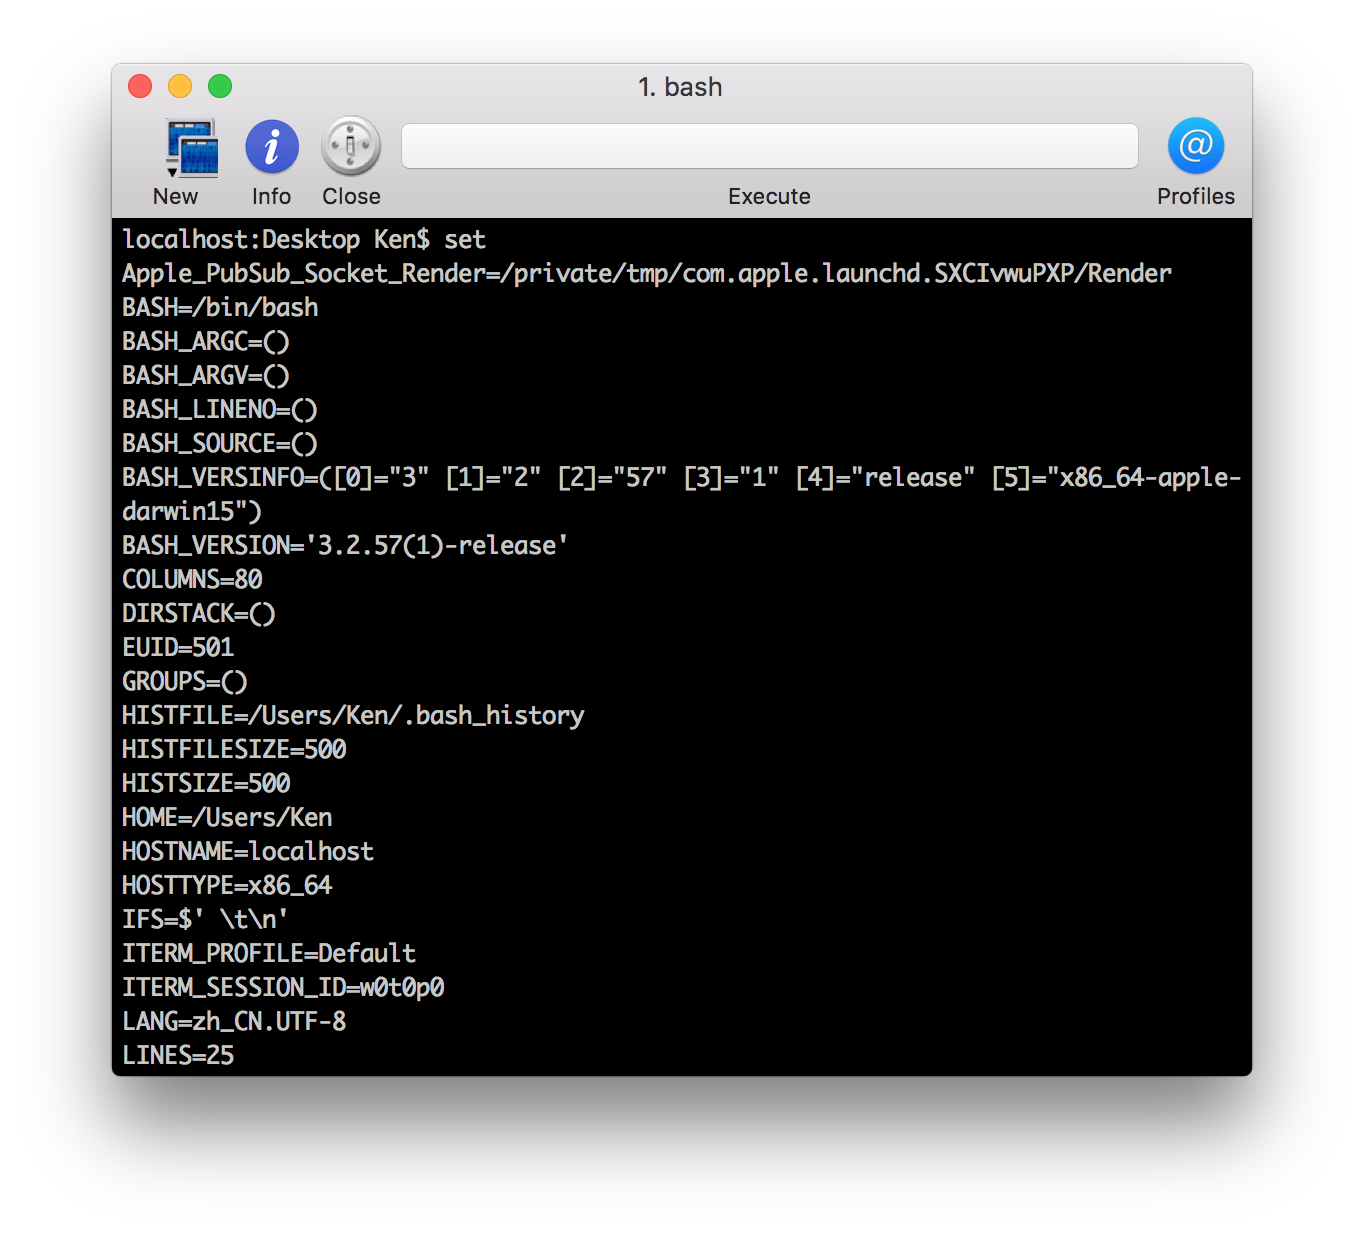 1. bash
New
Info
Close
Execute
Profiles
localhost:Desktop Ken$ set
Apple_PubSub_Socket_Render=/private/tmp/com.apple.launchd.SXCIvwuPXP/Render
BASH=/bin/bash
BASH_ARGC=()
BASH_ARGV=()
BASH_LINENO=()
BASH_SOURCE=()
BASH_VERSINFO=([0]="3" [1]="2" [2]="57" [3]="1" [4]="release" [5]="x86_64-apple-
darwin15")
BASH_VERSION='3.2.57(1)-release'
COLUMNS=80
DIRSTACK=()
EUID=501
GROUPS=()
HISTFILE=/Users/Ken/.bash_history
HISTFILESIZE=500
HISTSIZE=500
HOME=/Users/Ken
HOSTNAME=localhost
HOSTTYPE=x86_64
IFS=$' \t\n'
ITERM_PROFILE=Default
ITERM_SESSION_ID=w0t0p0
LANG=zh_CN.UTF-8
LINES=25